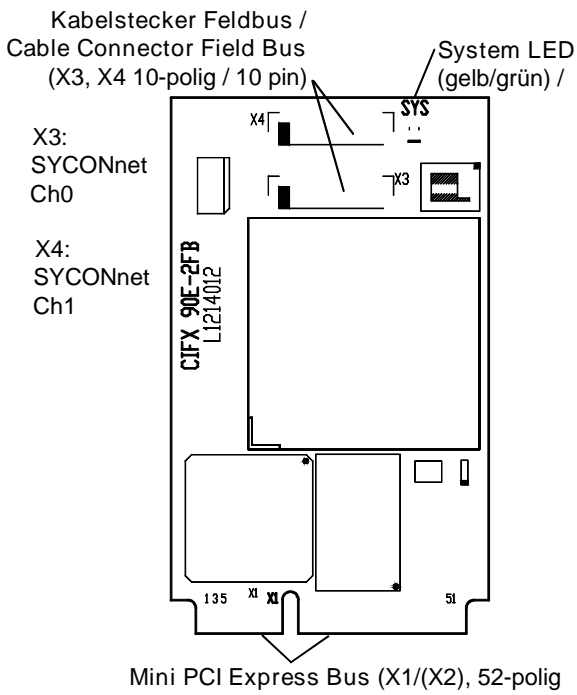 Kabelstecker Feldbus /
Cable Connector Field Bus
(X3, X4 10-polig / 10 pin)
System LED
(gelb/grün) /
SYS
X4
X3:
SYCONnet
Ch0
X3
X4:
SYCONnet
Ch1
CIFX 90E-2FB
L1214012
135
X1
X1
51
Mini PCI Express Bus (X1/(X2), 52-polig